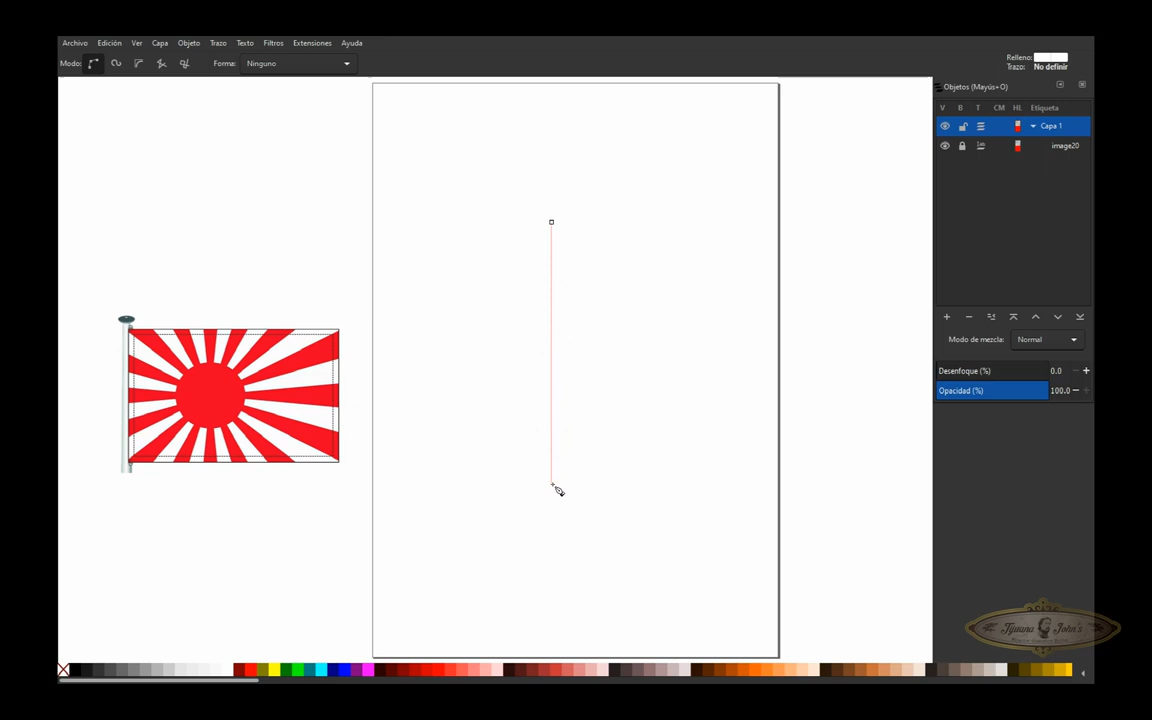 Archivo Edición Ver Capa Objeto Trazo Texto Filtros Extensiones Ayuda
Modo: Forma: Ninguno
Relleno:
Trazo: No definir
Objetos (Mayús+O)
V B T CM HL Etiqueta
Capa 1
image20
Modo de mezcla: Normal
Desenfoque (%) 0.0
Opacidad (%) 100.0
Tijuana John's